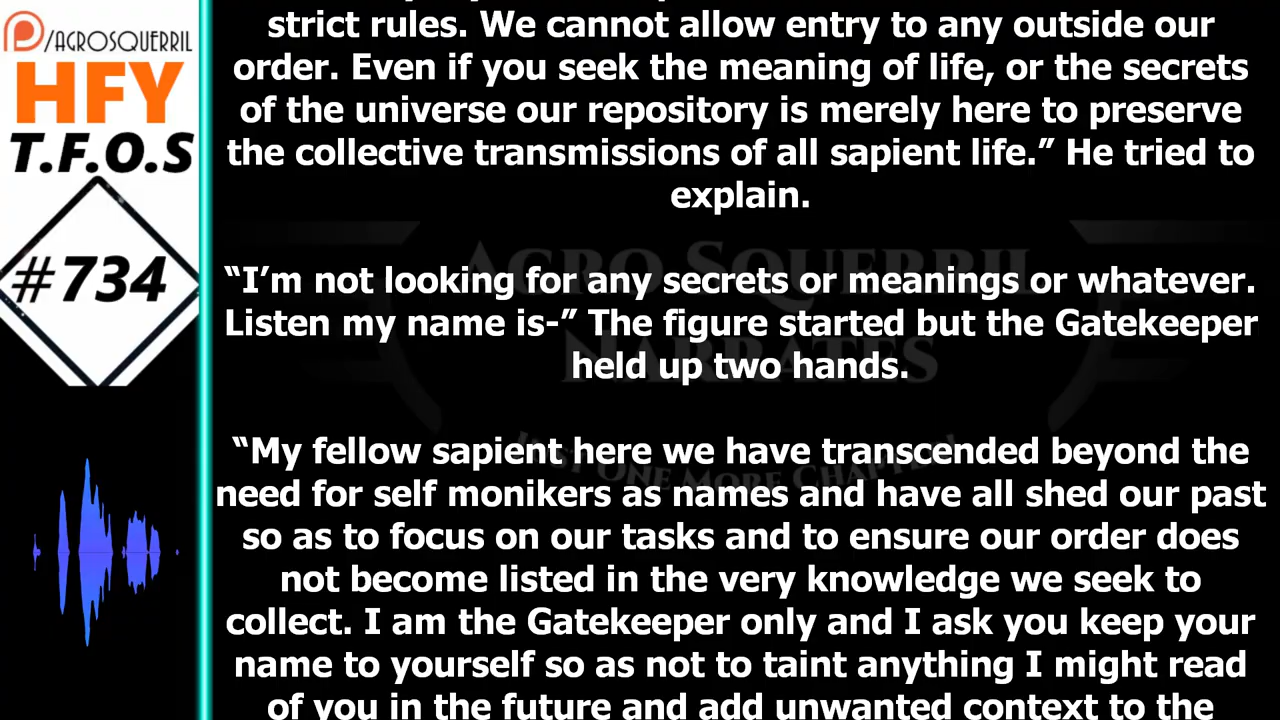 /AGROSQUERRIL
HFY
T.F.O.S
#734
strict rules. We cannot allow entry to any outside our
order. Even if you seek the meaning of life, or the secrets
of the universe our repository is merely here to preserve
the collective transmissions of all sapient life.” He tried to
explain.
“I’m not looking for any secrets or meanings or whatever.
Listen my name is-” The figure started but the Gatekeeper
held up two hands.
“My fellow sapient here we have transcended beyond the
need for self monikers as names and have all shed our past
so as to focus on our tasks and to ensure our order does
not become listed in the very knowledge we seek to
collect. I am the Gatekeeper only and I ask you keep your
name to yourself so as not to taint anything I might read
of you in the future and add unwanted context to the
Agro Squerril
Narrates
Just One More Chapter